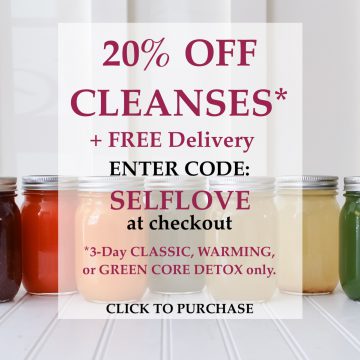 20% OFF
CLEANSES*
+ FREE Delivery
ENTER CODE:
SELFLOVE
at checkout
*3-Day CLASSIC, WARMING,
or GREEN CORE DETOX only.
CLICK TO PURCHASE